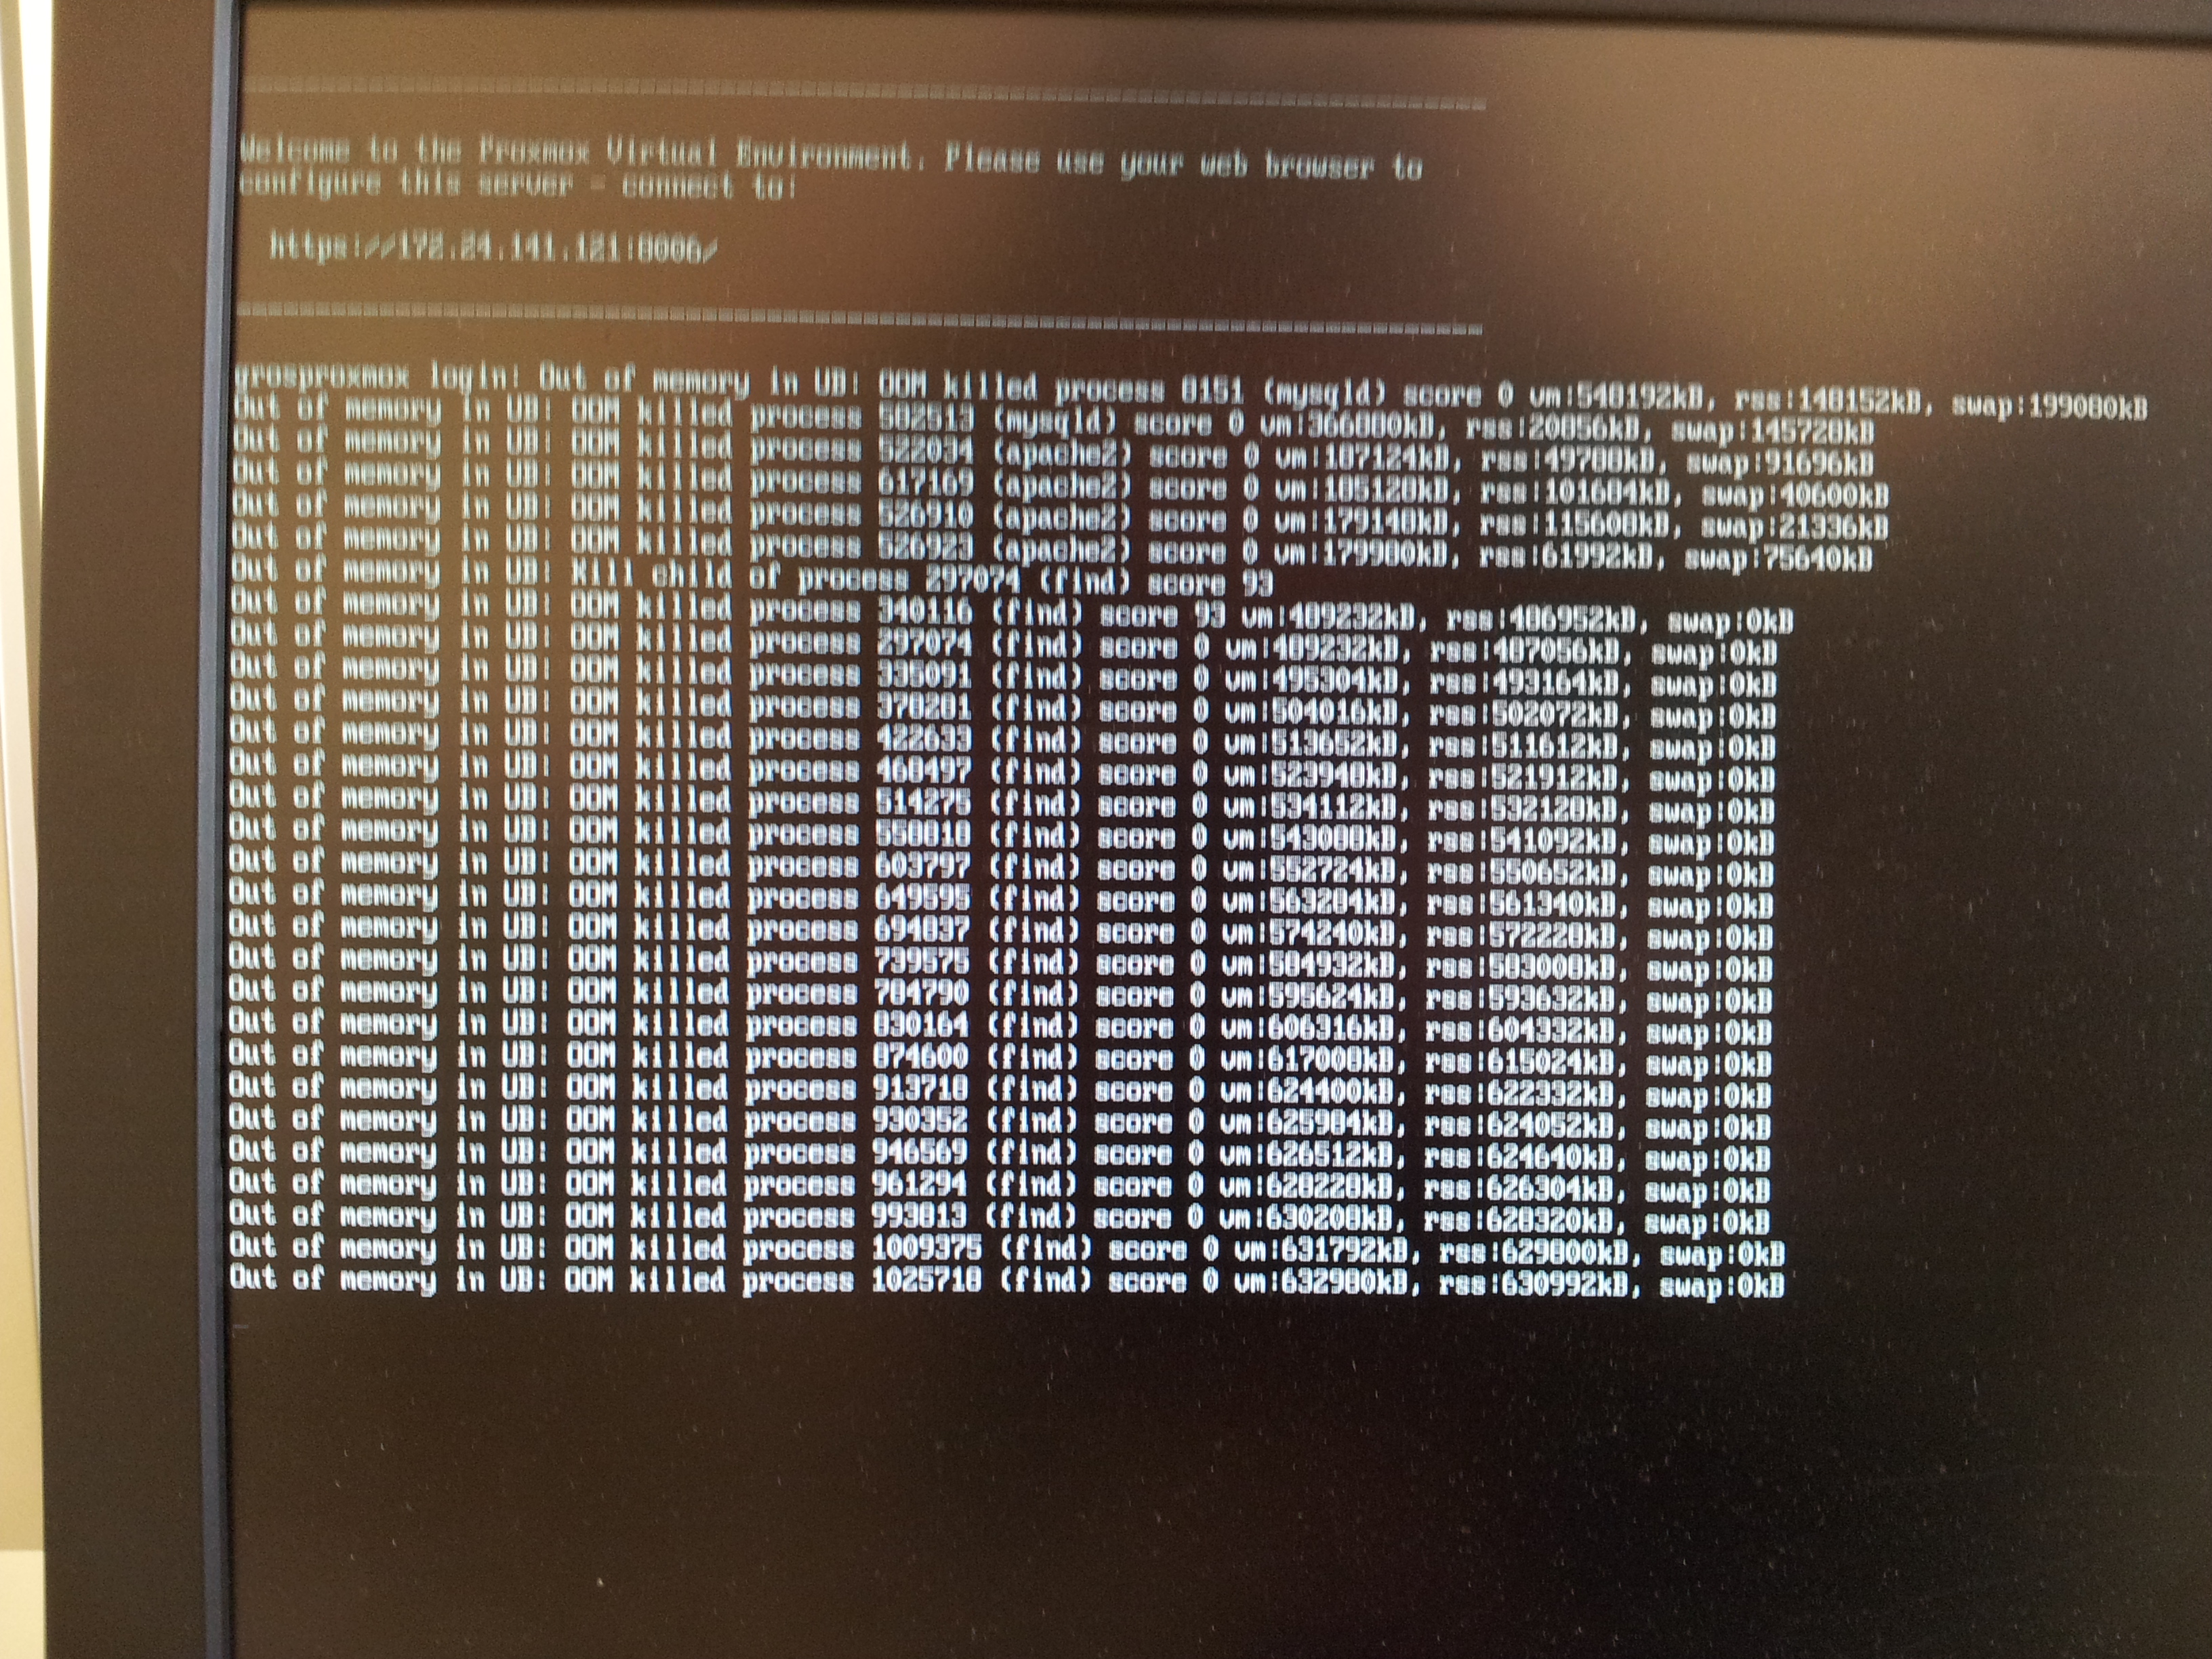 Welcome to the Proxmox Virtual Environment. Please use your web browser to
configure this server - connect to:
https://172.24.141.121:8006/
grosproxmox login: Out of memory in UB: OOM killed process 8151 (mysqld) score 0 vm:548192kB, rss:148152kB, swap:199080kB
Out of memory in UB: OOM killed process 502513 (mysqld) score 0 vm:366800kB, rss:20856kB, swap:145728kB
Out of memory in UB: OOM killed process 522034 (apache2) score 0 vm:187124kB, rss:49788kB, swap:91696kB
Out of memory in UB: OOM killed process 617169 (apache2) score 0 vm:185128kB, rss:101684kB, swap:40600kB
Out of memory in UB: OOM killed process 526910 (apache2) score 0 vm:179140kB, rss:115608kB, swap:21336kB
Out of memory in UB: OOM killed process 526923 (apache2) score 0 vm:179980kB, rss:61992kB, swap:75640kB
Out of memory in UB: Kill child of process 297074 (find) score 93
Out of memory in UB: OOM killed process 340116 (find) score 93 vm:489232kB, rss:486952kB, swap:0kB
Out of memory in UB: OOM killed process 297074 (find) score 0 vm:489232kB, rss:487056kB, swap:0kB
Out of memory in UB: OOM killed process 335091 (find) score 0 vm:495304kB, rss:493164kB, swap:0kB
Out of memory in UB: OOM killed process 378281 (find) score 0 vm:504016kB, rss:502072kB, swap:0kB
Out of memory in UB: OOM killed process 422633 (find) score 0 vm:513652kB, rss:511612kB, swap:0kB
Out of memory in UB: OOM killed process 468497 (find) score 0 vm:523948kB, rss:521912kB, swap:0kB
Out of memory in UB: OOM killed process 514275 (find) score 0 vm:534112kB, rss:532128kB, swap:0kB
Out of memory in UB: OOM killed process 558818 (find) score 0 vm:543088kB, rss:541092kB, swap:0kB
Out of memory in UB: OOM killed process 603797 (find) score 0 vm:552724kB, rss:550652kB, swap:0kB
Out of memory in UB: OOM killed process 649595 (find) score 0 vm:563284kB, rss:561340kB, swap:0kB
Out of memory in UB: OOM killed process 694837 (find) score 0 vm:574240kB, rss:572228kB, swap:0kB
Out of memory in UB: OOM killed process 739575 (find) score 0 vm:584932kB, rss:583008kB, swap:0kB
Out of memory in UB: OOM killed process 784790 (find) score 0 vm:595624kB, rss:593632kB, swap:0kB
Out of memory in UB: OOM killed process 830164 (find) score 0 vm:606316kB, rss:604332kB, swap:0kB
Out of memory in UB: OOM killed process 874600 (find) score 0 vm:617008kB, rss:615024kB, swap:0kB
Out of memory in UB: OOM killed process 913718 (find) score 0 vm:624400kB, rss:622332kB, swap:0kB
Out of memory in UB: OOM killed process 930352 (find) score 0 vm:625984kB, rss:624052kB, swap:0kB
Out of memory in UB: OOM killed process 946569 (find) score 0 vm:626512kB, rss:624640kB, swap:0kB
Out of memory in UB: OOM killed process 961294 (find) score 0 vm:628228kB, rss:626304kB, swap:0kB
Out of memory in UB: OOM killed process 993813 (find) score 0 vm:630208kB, rss:628320kB, swap:0kB
Out of memory in UB: OOM killed process 1009375 (find) score 0 vm:631792kB, rss:629800kB, swap:0kB
Out of memory in UB: OOM killed process 1025718 (find) score 0 vm:632980kB, rss:630992kB, swap:0kB